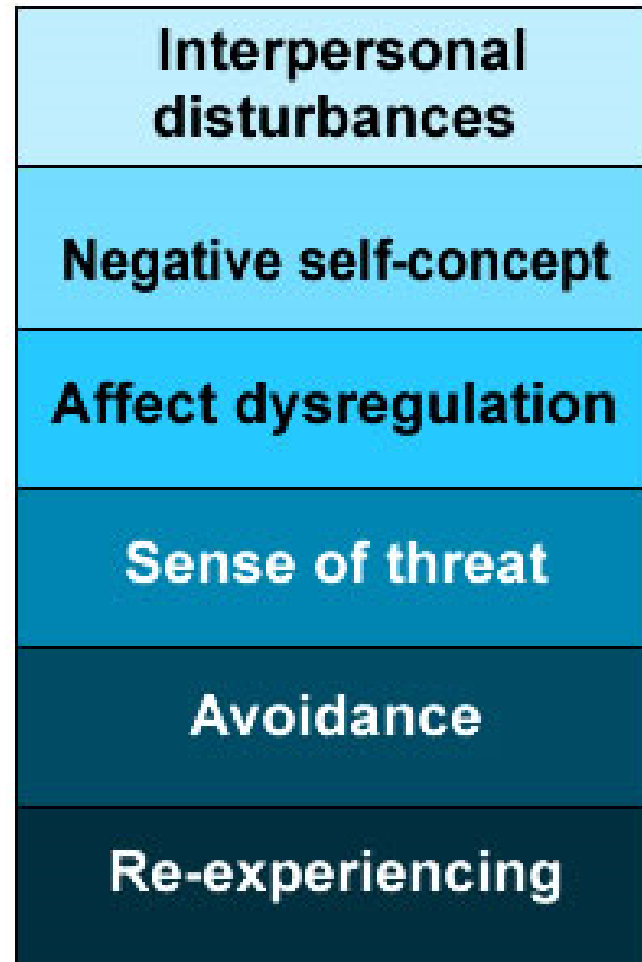 Interpersonal
disturbances
Negative self-concept
Affect dysregulation
Sense of threat
Avoidance
Re-experiencing